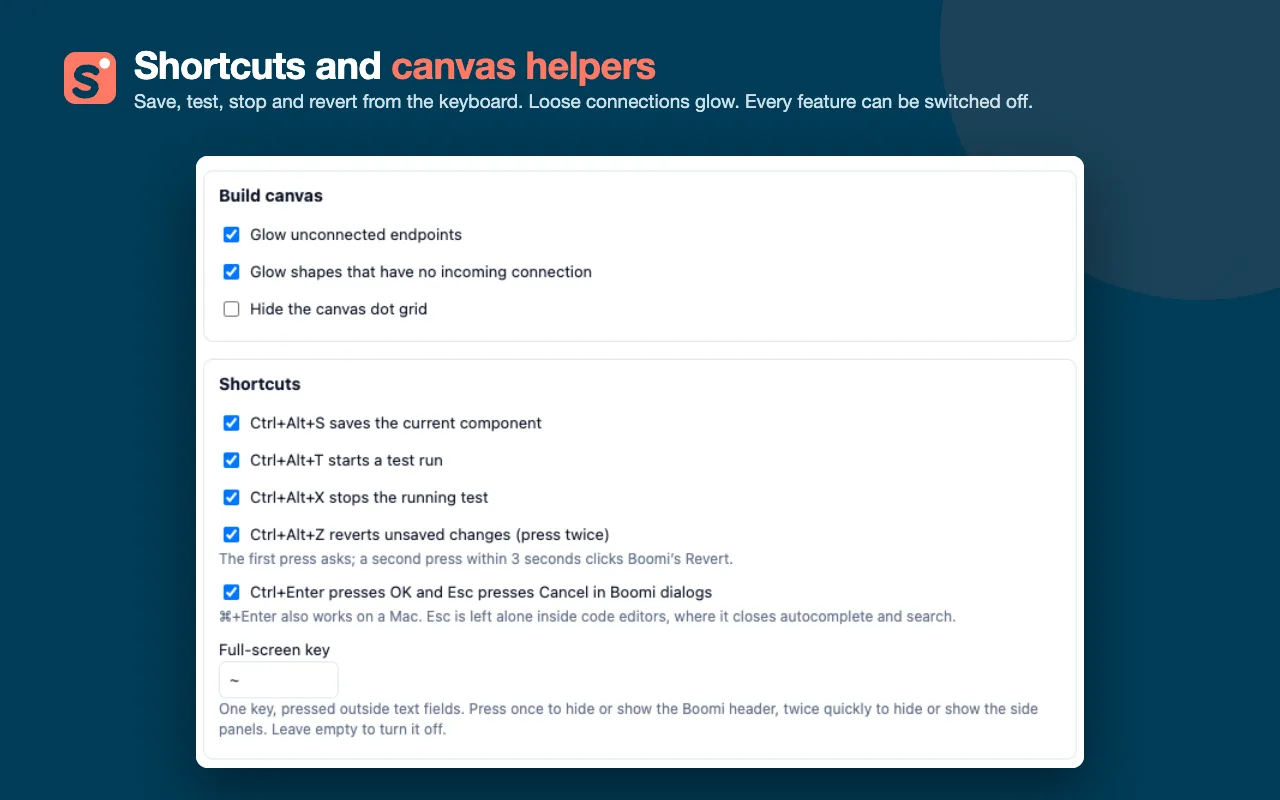 S
Shortcuts and canvas helpers
Save, test, stop and revert from the keyboard. Loose connections glow. Every feature can be switched off.
Build canvas
Glow unconnected endpoints
Glow shapes that have no incoming connection
Hide the canvas dot grid
Shortcuts
Ctrl+Alt+S saves the current component
Ctrl+Alt+T starts a test run
Ctrl+Alt+X stops the running test
Ctrl+Alt+Z reverts unsaved changes (press twice)
The first press asks; a second press within 3 seconds clicks Boomi's Revert.
Ctrl+Enter presses OK and Esc presses Cancel in Boomi dialogs
⌘+Enter also works on a Mac. Esc is left alone inside code editors, where it closes autocomplete and search.
Full-screen key
~
One key, pressed outside text fields. Press once to hide or show the Boomi header, twice quickly to hide or show the side
panels. Leave empty to turn it off.